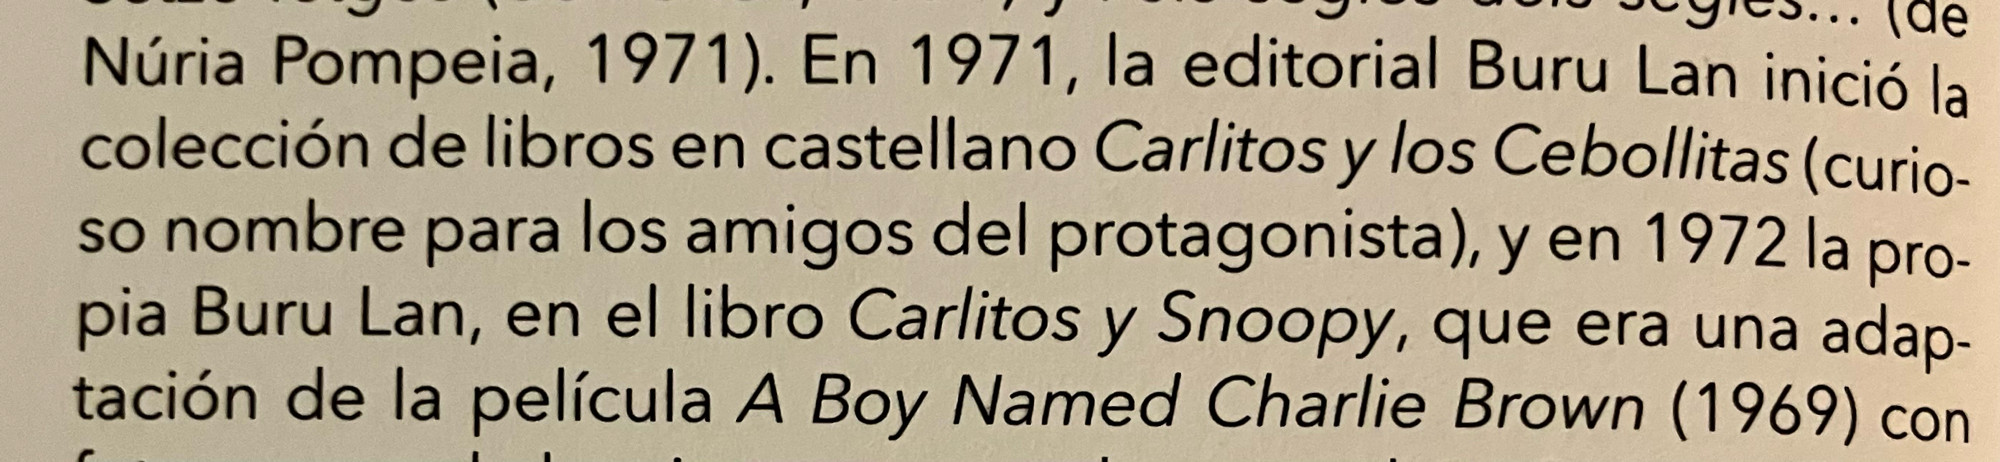 segles... (de
Núria Pompeia, 1971). En 1971, la editorial Buru Lan inició la
colección de libros en castellano Carlitos y los Cebollitas (curio-
so nombre para los amigos del protagonista), y en 1972 la pro-
pia Buru Lan, en el libro Carlitos y Snoopy, que era una adap-
tación de la película A Boy Named Charlie Brown (1969) con